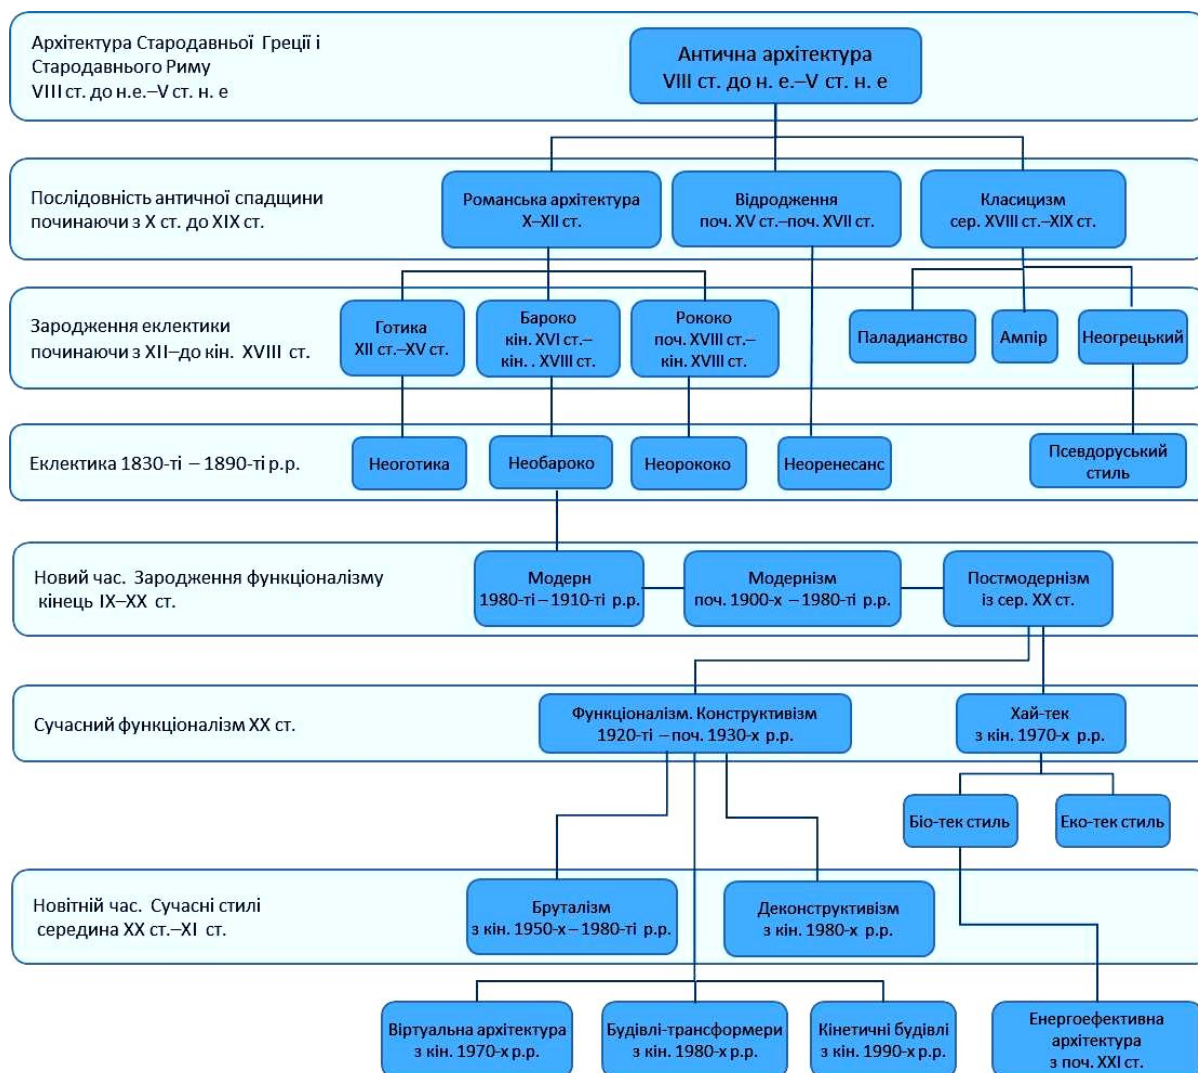 Архітектура Стародавньої Греції і
Стародавнього Риму
VIII ст. до н.е.–V ст. н. е
Антична архітектура
VIII ст. до н. е.–V ст. н. е
Послідовність античної спадщини
починаючи з X ст. до XIX ст.
Романська архітектура
X–XII ст.
Відродження
поч. XV ст.–поч. XVII ст.
Класицизм
сер. XVIII ст.–XIX ст.
Зародження еклектики
починаючи з XII–до кін. XVIII ст.
Готика
XII ст.–XV ст.
Бароко
кін. XVI ст.–
кін. . XVIII ст.
Рококо
поч. XVIII ст.–
кін. XVIII ст.
Паладианство
Ампір
Неогрецький
Еклектика 1830-ті – 1890-ті р.р.
Неоготика
Необароко
Неорококо
Неоренесанс
Псевдоруський
стиль
Новий час. Зародження функціоналізму
кінець IX–XX ст.
Модерн
1980-ті – 1910-ті р.р.
Модернізм
поч. 1900-х – 1980-ті р.р.
Постмодернізм
із сер. XX ст.
Сучасний функціоналізм XX ст.
Функціоналізм. Конструктивізм
1920-ті – поч. 1930-х р.р.
Хай-тек
з кін. 1970-х р.р.
Біо-тек стиль
Еко-тек стиль
Новітній час. Сучасні стилі
середина XX ст.–XI ст.
Бруталізм
з кін. 1950-х – 1980-ті р.р.
Деконструктивізм
з кін. 1980-х р.р.
Віртуальна архітектура
з кін. 1970-х р.р.
Будівлі-трансформери
з кін. 1980-х р.р.
Кінетичні будівлі
з кін. 1990-х р.р.
Енергоефективна
архітектура
з поч. XXI ст.